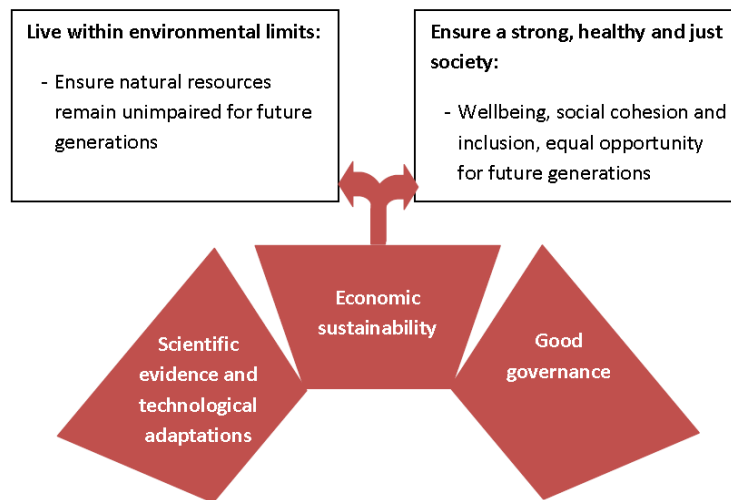 Live within environmental limits:
- Ensure natural resources
remain unimpaired for future
generations
Ensure a strong, healthy and just
society:
- Wellbeing, social cohesion and
inclusion, equal opportunity
for future generations
Economic
sustainability
Scientific
evidence and
technological
adaptations
Good
governance